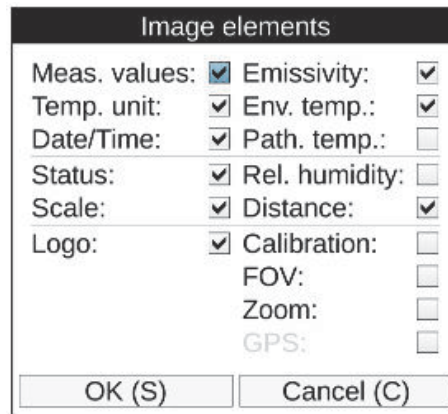 Image elements
Meas. values: Emissivity:
Temp. unit: Env. temp.:
Date/Time: Path. temp.:
Status: Rel. humidity:
Scale: Distance:
Logo: Calibration:
FOV:
Zoom:
GPS:
OK (S) Cancel (C)